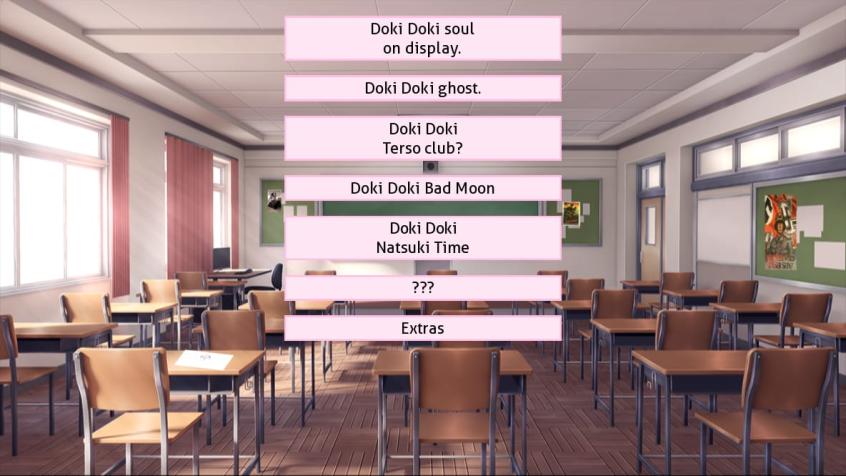 Doki Doki soul
on display.
Doki Doki ghost.
Doki Doki
Terso club?
Doki Doki Bad Moon
Doki Doki
Natsuki Time
???
Extras